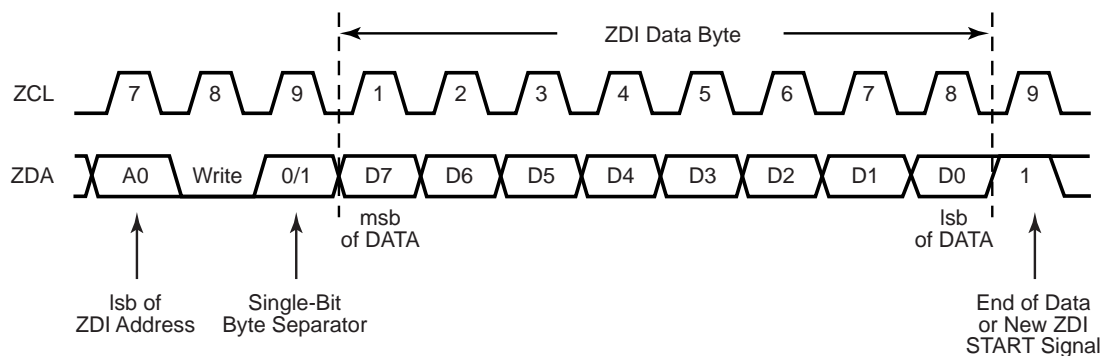 ZDI Data Byte
ZCL 7 8 9 1 2 3 4 5 6 7 8 9
ZDA A0 Write 0/1 D7 D6 D5 D4 D3 D2 D1 D0 1
msb
of DATA
lsb
of DATA
lsb of
ZDI Address
Single-Bit
Byte Separator
End of Data
or New ZDI
START Signal